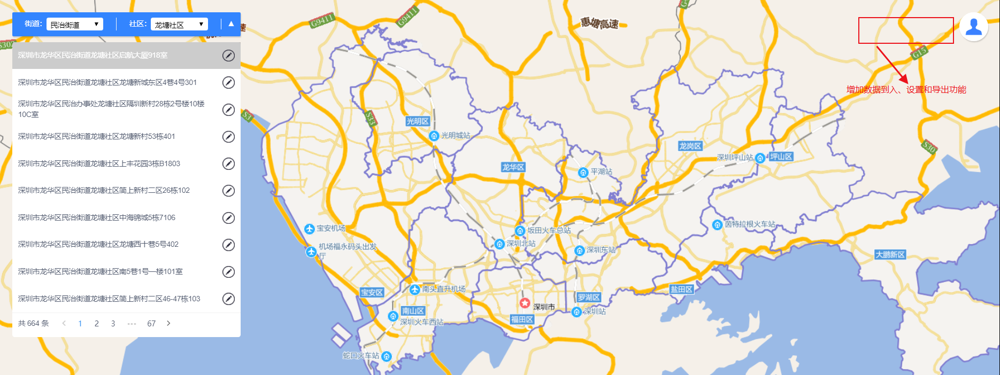 街道: 民治街道 ▼ 社区: 龙塘社区 ▼ ▲
深圳市龙华区民治街道龙塘社区启航大厦918室
深圳市龙华区民治街道龙塘社区龙塘新城东区4巷4号301
深圳市龙华区民治办事处龙塘社区隔圳新村28栋2号楼10楼
10C室
深圳市龙华区民治街道龙塘社区龙塘新村53栋401
深圳市龙华区民治街道龙塘社区上丰花园3栋B1803
深圳市龙华区民治街道龙塘社区简上新村二区26栋102
深圳市龙华区民治街道龙塘社区中海锦城5栋7106
深圳市龙华区民治街道龙塘社区龙塘西十巷5号402
深圳市龙华区民治街道龙塘社区南5巷1号一楼101室
深圳市龙华区民治街道龙塘社区简上新村二区46-47栋103
共 664 条 < 1 2 3 ••• 67 >
G9411
G9411
惠塘高速
G15
增加数据到入、设置和导出功能
S3
S33
光明区
光明城站
龙岗区
深圳坪山站
坪山区
S30
龙华区
平湖站
宝安机场
机场福永码头出发
厅
坂田火车总站
深圳北站
深圳东站
茵特拉根火车站
大鹏新区
宝安区
南头直升机场
盐田区
罗湖区
深圳市
深圳站
南山区
深圳火车西站
福田区
蛇口火车站